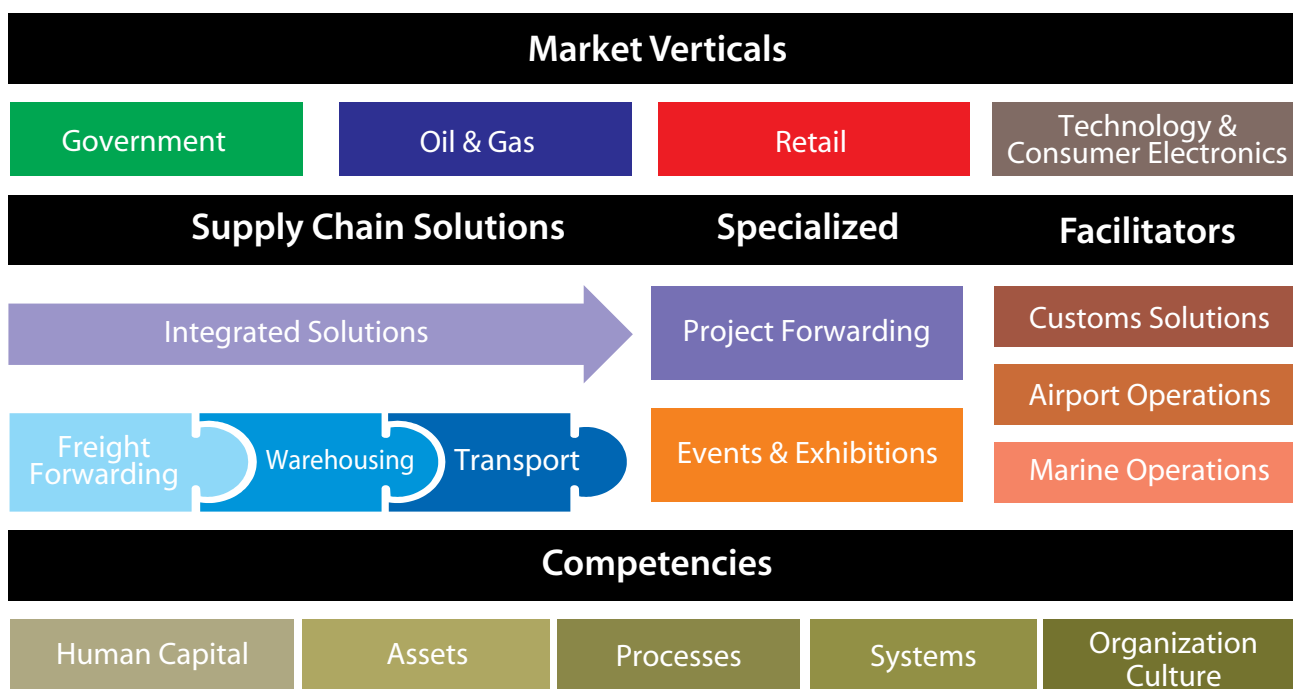 Market Verticals
Government
Oil & Gas
Retail
Technology &
Consumer Electronics
Supply Chain Solutions
Specialized
Facilitators
Integrated Solutions
Freight
Forwarding
Warehousing
Transport
Project Forwarding
Events & Exhibitions
Customs Solutions
Airport Operations
Marine Operations
Competencies
Human Capital
Assets
Processes
Systems
Organization
Culture